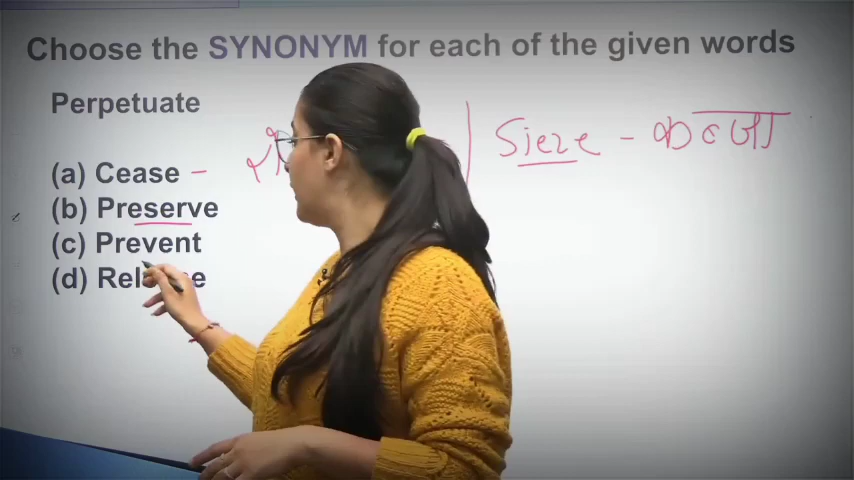 Choose the SYNONYM for each of the given words
Perpetuate
(a) Cease -
Sieze - कब्जा
(b) Preserve
(c) Prevent
(d)